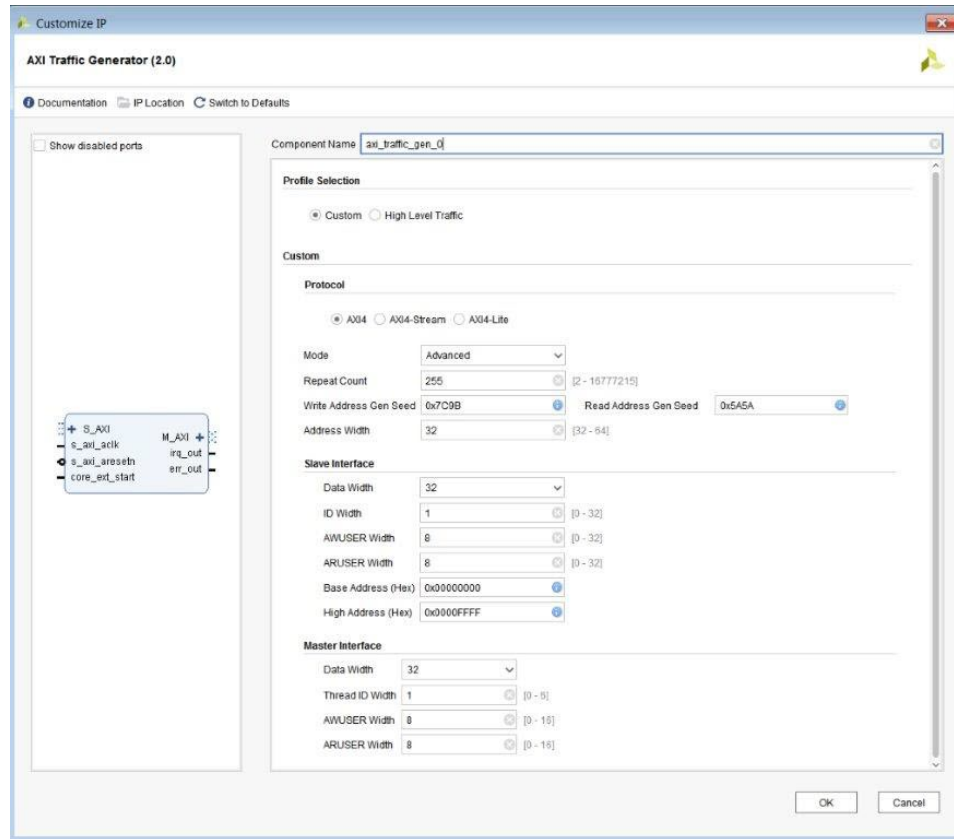 Customize IP
AXI Traffic Generator (2.0)
Documentation IP Location Switch to Defaults
Show disabled ports
S_AXI
s_axi_aclk
s_axi_aresetn
core_ext_start
M_AXI
irq_out
err_out
Component Name axi_traffic_gen_0
Profile Selection
Custom High Level Traffic
Custom
Protocol
AXI4 AXI4-Stream AXI4-Lite
Mode Advanced
Repeat Count 255 [2 - 16777215]
Write Address Gen Seed 0x7C9B Read Address Gen Seed 0x5A5A
Address Width 32 [32 - 64]
Slave Interface
Data Width 32
ID Width 1 [0 - 32]
AWUSER Width 8 [0 - 32]
ARUSER Width 8 [0 - 32]
Base Address (Hex) 0x00000000
High Address (Hex) 0x0000FFFF
Master Interface
Data Width 32
Thread ID Width 1 [0 - 6]
AWUSER Width 8 [0 - 16]
ARUSER Width 8 [0 - 16]
OK Cancel